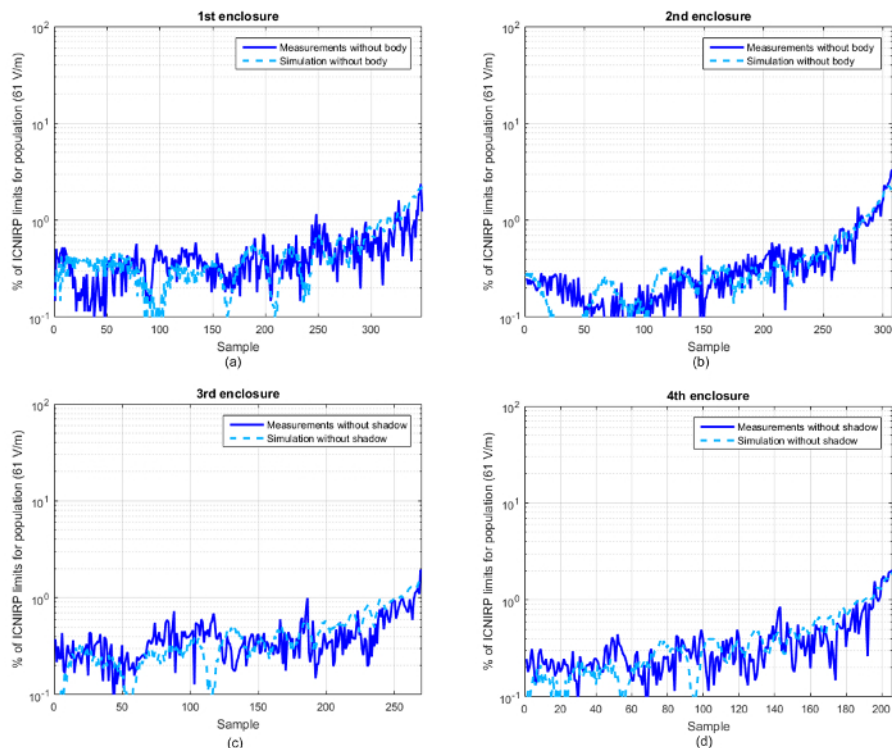 1st enclosure
% of ICNIRP limits for population (61 V/m)
10^2
10^1
10^0
10^-1
Measurements without body
Simulation without body
0 50 100 150 200 250 300
Sample
(a)
2nd enclosure
% of ICNIRP limits for population (61 V/m)
10^2
10^1
10^0
10^-1
Measurements without body
Simulation without body
0 50 100 150 200 250 300
Sample
(b)
3rd enclosure
% of ICNIRP limits for population (61 V/m)
10^2
10^1
10^0
10^-1
Measurements without shadow
Simulation without shadow
0 50 100 150 200 250
Sample
(c)
4th enclosure
% of ICNIRP limits for population (61 V/m)
10^2
10^1
10^0
10^-1
Measurements without shadow
Simulation without shadow
0 20 40 60 80 100 120 140 160 180 200
Sample
(d)